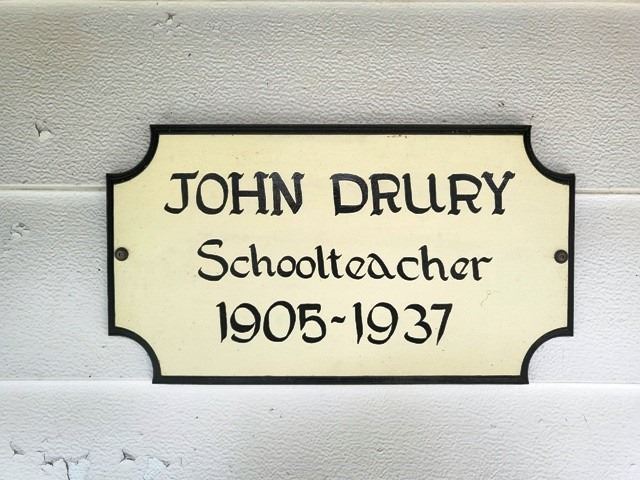 JOHN DRURY
Schoolteacher
1905-1937